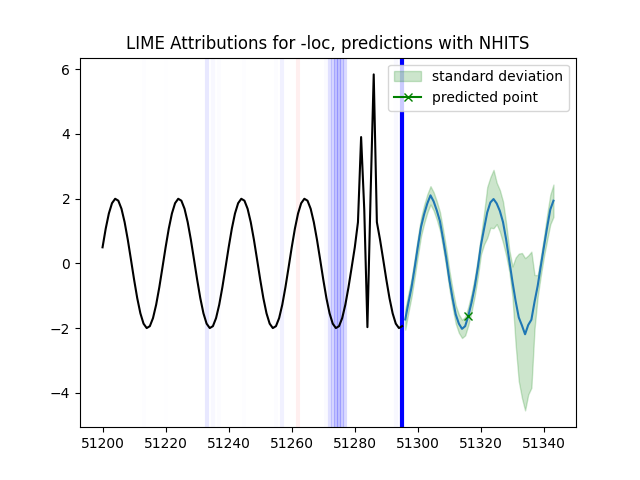 LIME Attributions for -loc, predictions with NHITS
standard deviation
predicted point
6
4
2
0
−2
−4
51200 51220 51240 51260 51280 51300 51320 51340